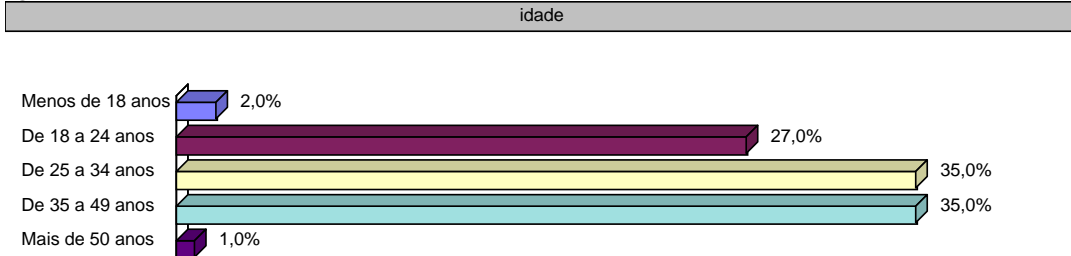 idade
Menos de 18 anos 2,0%
De 18 a 24 anos 27,0%
De 25 a 34 anos 35,0%
De 35 a 49 anos 35,0%
Mais de 50 anos 1,0%